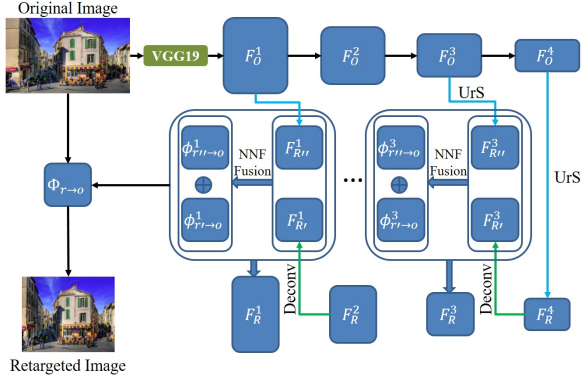 Original Image
VGG19
F_O^1
F_O^2
F_O^3
F_O^4
UrS
ϕ^1_{r''→o}
NNF
Fusion
F^1_{R''}
ϕ^1_{r'→o}
F^1_{R'}
...
ϕ^3_{r''→o}
NNF
Fusion
F^3_{R''}
ϕ^3_{r'→o}
F^3_{R'}
UrS
Φ_{r→o}
Deconv
Deconv
F_R^1
F_R^2
F_R^3
F_R^4
Retargeted Image